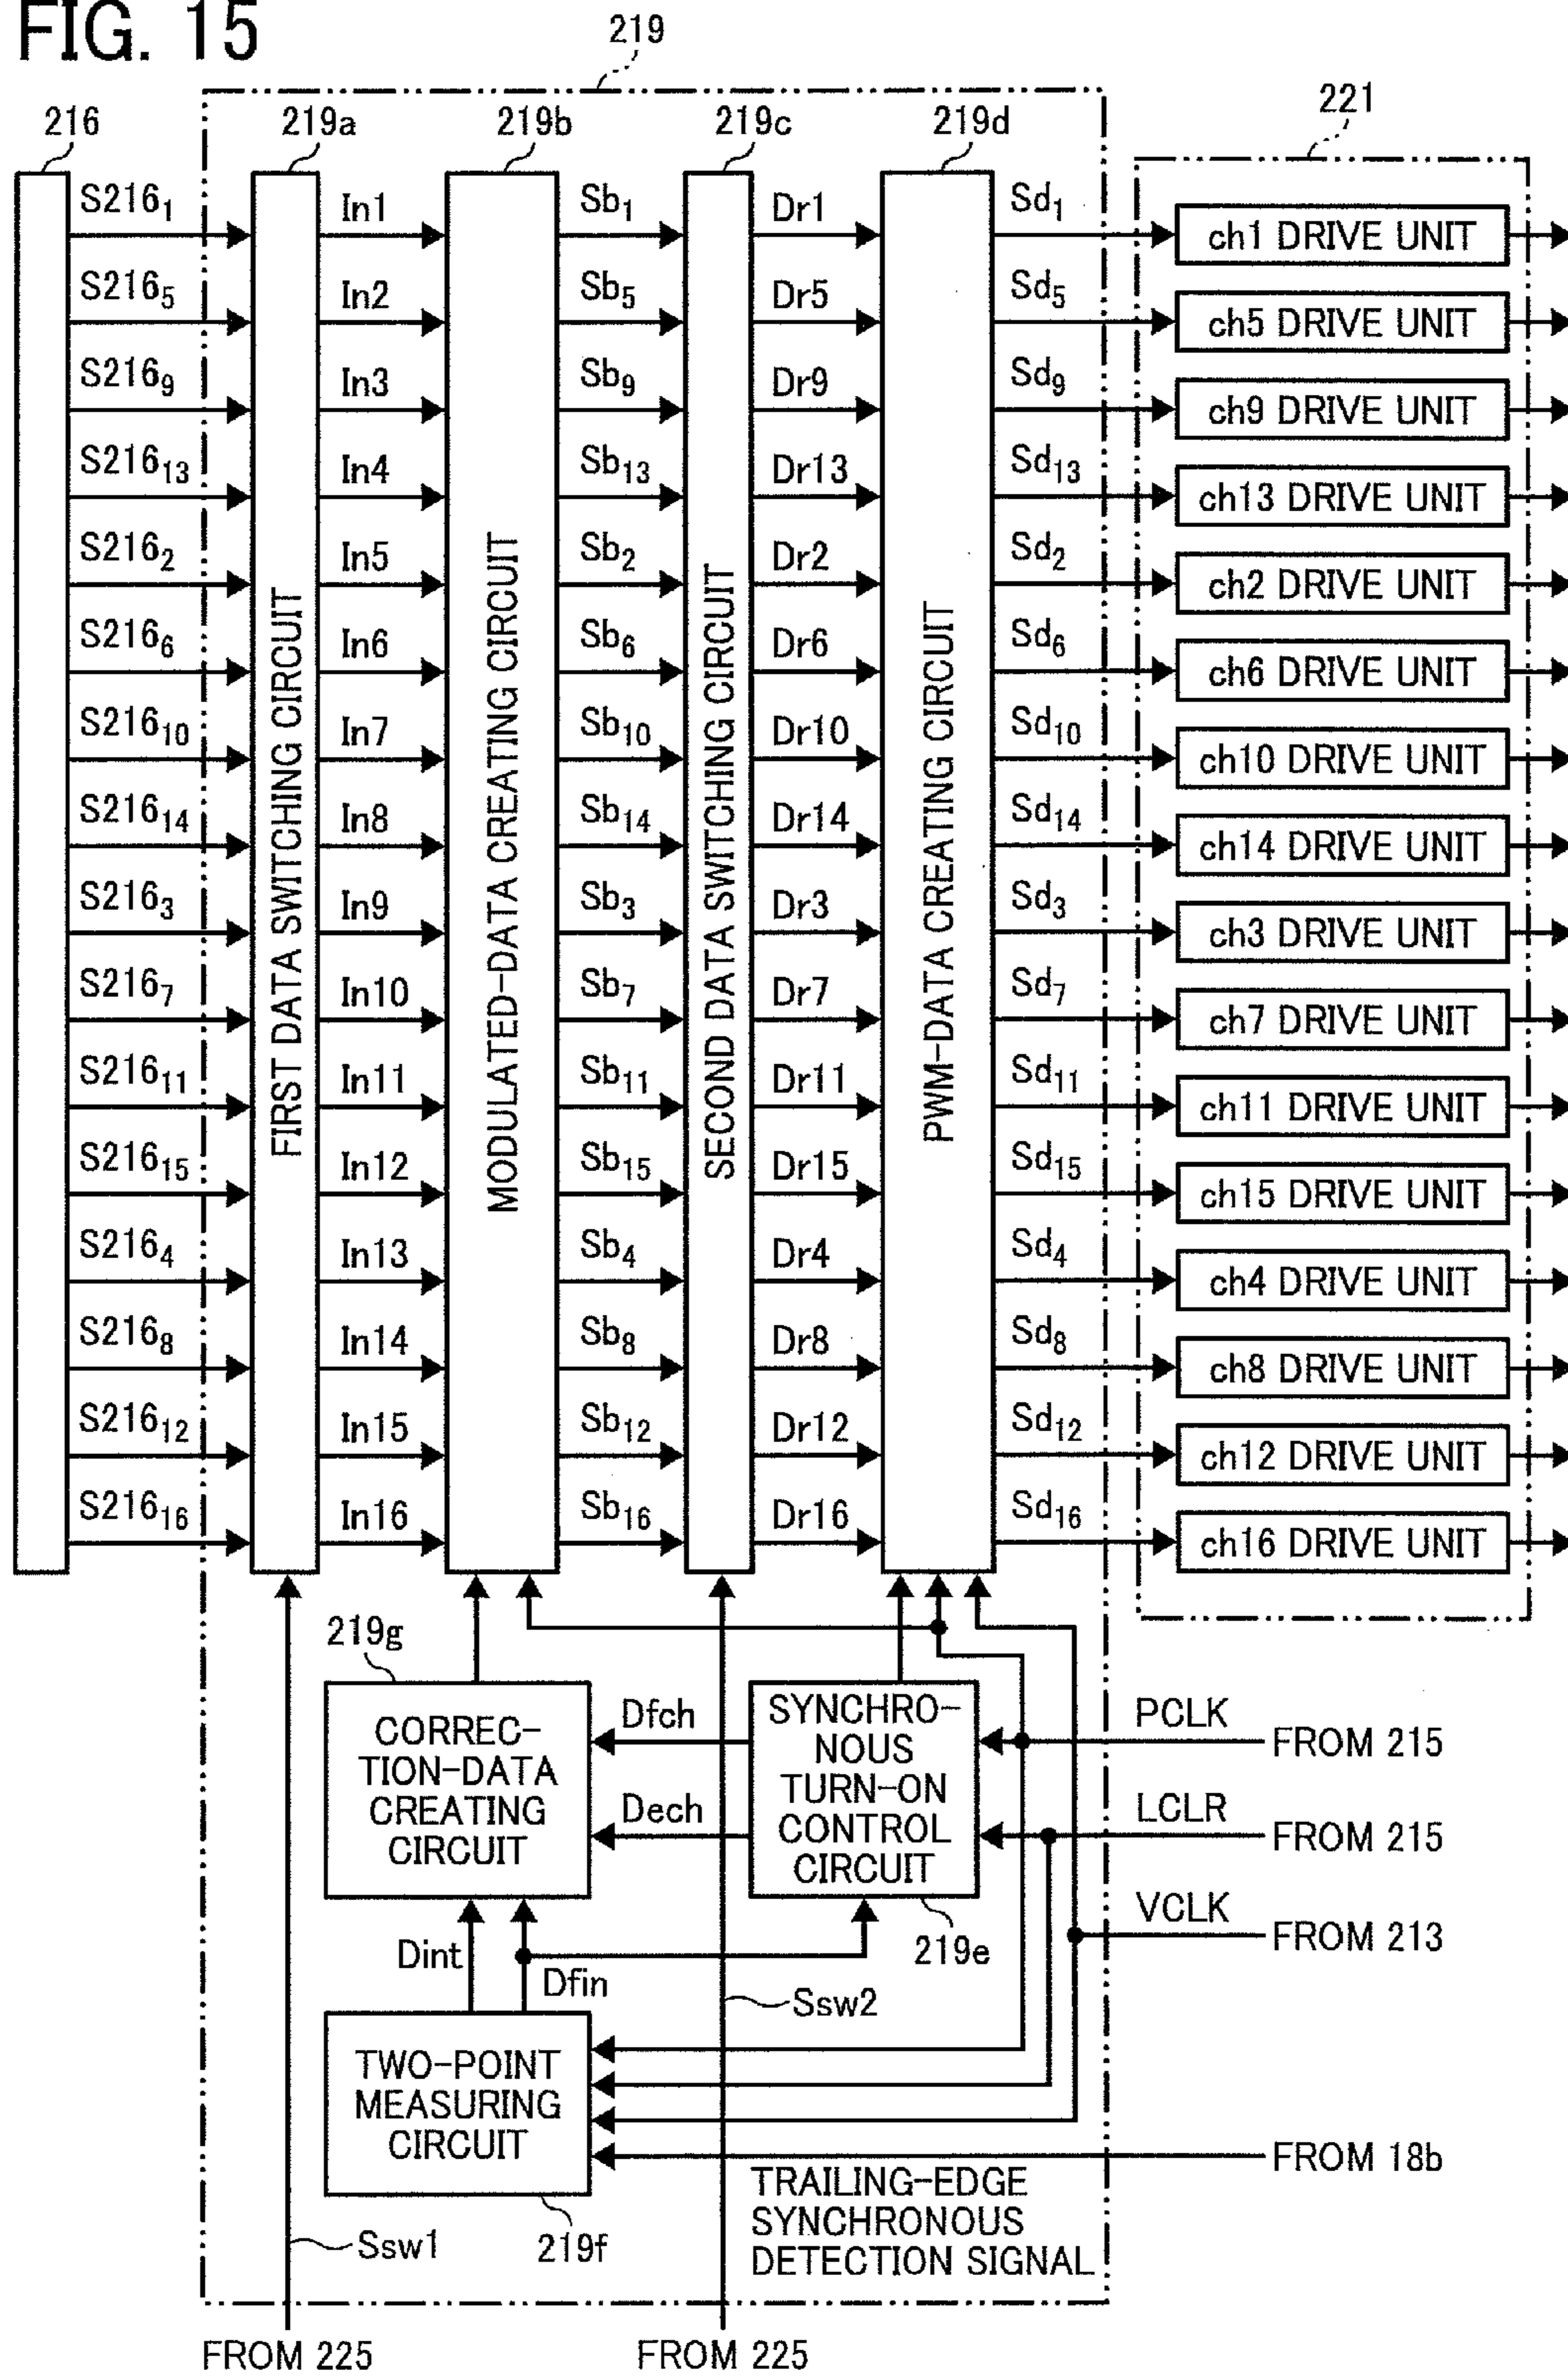 FIG. 15
219
216
219a
219b
219c
219d
221
S216₁ In1 Sb₁ Dr1 Sd₁ ch1 DRIVE UNIT
S216₅ In2 Sb₅ Dr5 Sd₅ ch5 DRIVE UNIT
S216₉ In3 Sb₉ Dr9 Sd₉ ch9 DRIVE UNIT
S216₁₃ In4 Sb₁₃ Dr13 Sd₁₃ ch13 DRIVE UNIT
S216₂ In5 Sb₂ Dr2 Sd₂ ch2 DRIVE UNIT
S216₆ In6 Sb₆ Dr6 Sd₆ ch6 DRIVE UNIT
S216₁₀ In7 Sb₁₀ Dr10 Sd₁₀ ch10 DRIVE UNIT
S216₁₄ In8 Sb₁₄ Dr14 Sd₁₄ ch14 DRIVE UNIT
S216₃ In9 Sb₃ Dr3 Sd₃ ch3 DRIVE UNIT
S216₇ In10 Sb₇ Dr7 Sd₇ ch7 DRIVE UNIT
S216₁₁ In11 Sb₁₁ Dr11 Sd₁₁ ch11 DRIVE UNIT
S216₁₅ In12 Sb₁₅ Dr15 Sd₁₅ ch15 DRIVE UNIT
S216₄ In13 Sb₄ Dr4 Sd₄ ch4 DRIVE UNIT
S216₈ In14 Sb₈ Dr8 Sd₈ ch8 DRIVE UNIT
S216₁₂ In15 Sb₁₂ Dr12 Sd₁₂ ch12 DRIVE UNIT
S216₁₆ In16 Sb₁₆ Dr16 Sd₁₆ ch16 DRIVE UNIT
FIRST DATA SWITCHING CIRCUIT
MODULATED-DATA CREATING CIRCUIT
SECOND DATA SWITCHING CIRCUIT
PWM-DATA CREATING CIRCUIT
219g
CORREC-
TION-DATA
CREATING
CIRCUIT
Dfch
Dech
SYNCHRO-
NOUS
TURN-ON
CONTROL
CIRCUIT
219e
PCLK
FROM 215
LCLR
FROM 215
VCLK
FROM 213
Dint
Dfin
Ssw2
TWO-POINT
MEASURING
CIRCUIT
219f
FROM 18b
TRAILING-EDGE
SYNCHRONOUS
DETECTION SIGNAL
Ssw1
FROM 225
FROM 225